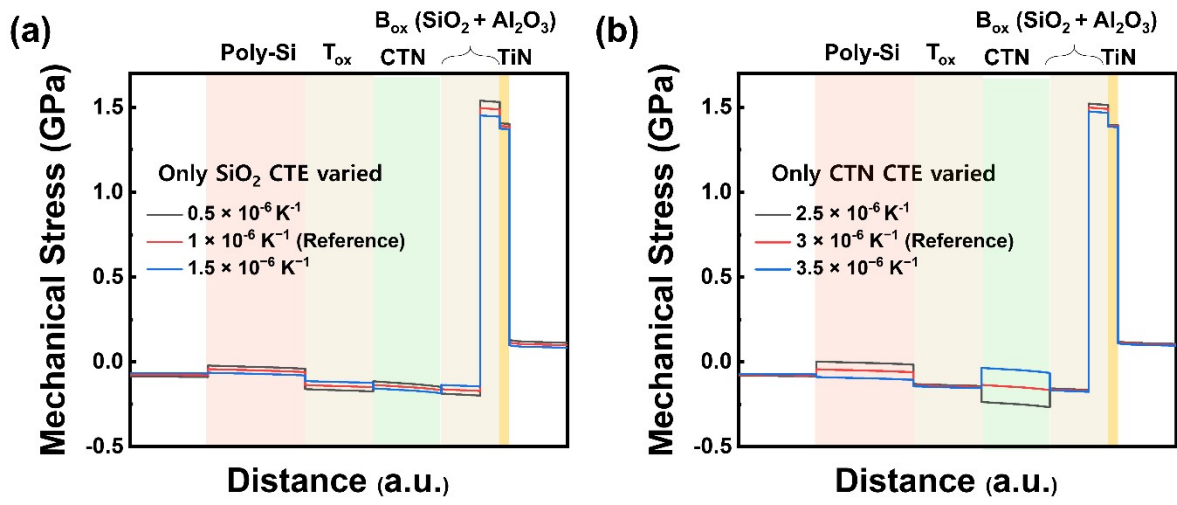 (a)
Bₒₓ (SiO₂ + Al₂O₃)
Poly-Si Tₒₓ CTN TiN
Mechanical Stress (GPa)
1.5
1.0
0.5
0.0
-0.5
Only SiO₂ CTE varied
0.5 × 10⁻⁶ K⁻¹
1 × 10⁻⁶ K⁻¹ (Reference)
1.5 × 10⁻⁶ K⁻¹
Distance (a.u.)
(b)
Bₒₓ (SiO₂ + Al₂O₃)
Poly-Si Tₒₓ CTN TiN
Mechanical Stress (GPa)
1.5
1.0
0.5
0.0
-0.5
Only CTN CTE varied
2.5 × 10⁻⁶ K⁻¹
3 × 10⁻⁶ K⁻¹ (Reference)
3.5 × 10⁻⁶ K⁻¹
Distance (a.u.)